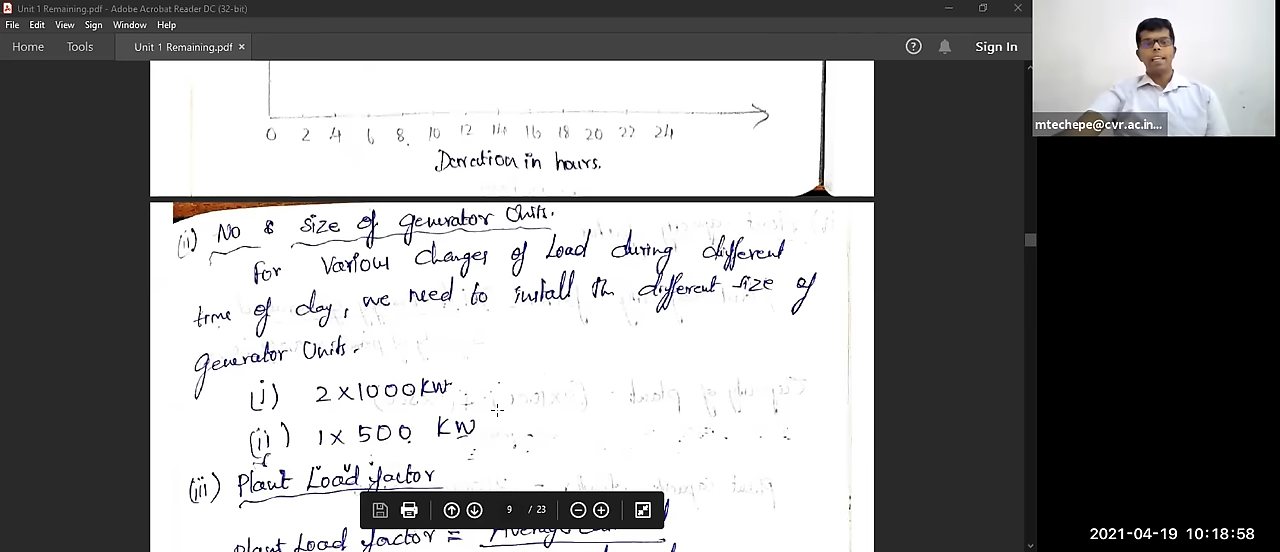 Unit 1 Remaining.pdf - Adobe Acrobat Reader DC (32-bit)
File Edit View Sign Window Help
Home Tools Unit 1 Remaining.pdf × Sign In
mtechepe@cvr.ac.in...
0 2 4 6 8 10 12 14 16 18 20 22 24
Duration in hours.
(ii) No & Size of generator Units.
For various changes of Load during different
time of day, we need to install the different size of
generator Units.
(i) 2 x 1000 KW
(ii) 1 x 500 KW
(iii) Plant Load factor
9 / 23
Plant Load factor = Average
2021-04-19 10:18:58